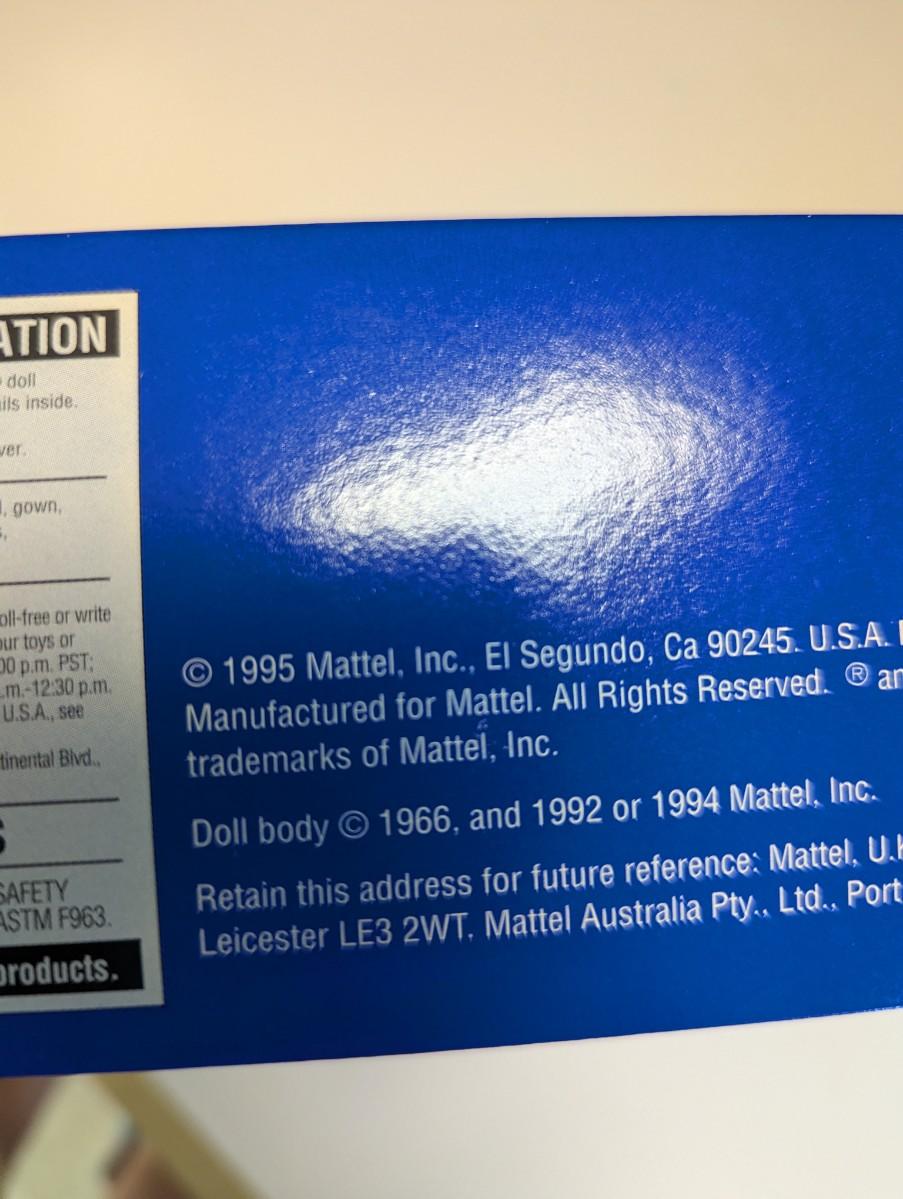 ATION
doll
ils inside.
ver.
, gown,
oll-free or write
our toys or
00 p.m. PST;
.m.-12:30 p.m.
U.S.A., see
tinental Blvd.,
S
SAFETY
ASTM F963.
products.
© 1995 Mattel, Inc., El Segundo, Ca 90245. U.S.A.
Manufactured for Mattel. All Rights Reserved. ® an
trademarks of Mattel, Inc.
Doll body © 1966, and 1992 or 1994 Mattel, Inc.
Retain this address for future reference: Mattel, U.K
Leicester LE3 2WT. Mattel Australia Pty., Ltd., Port